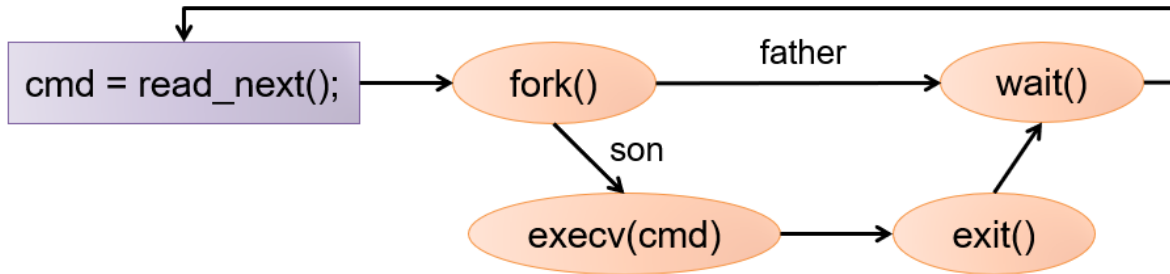 father
cmd = read_next();
fork()
wait()
son
execv(cmd)
exit()